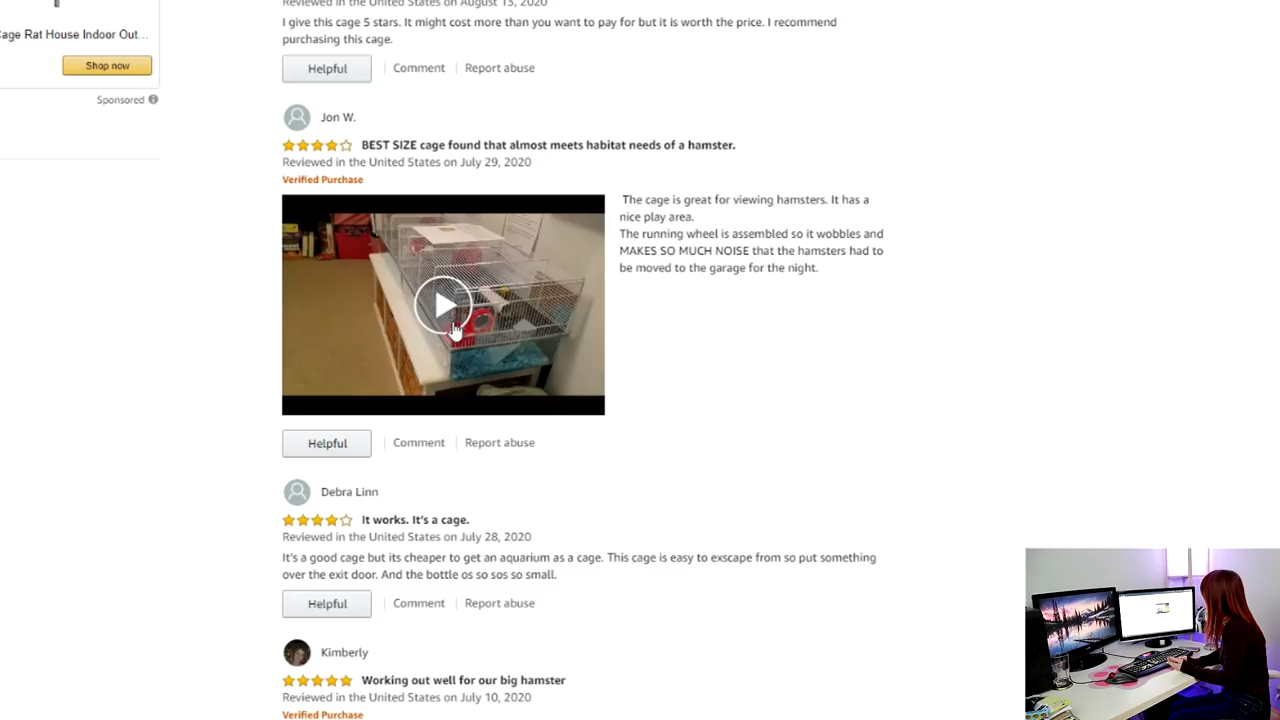 Reviewed in the United States on August 13, 2020
I give this cage 5 stars. It might cost more than you want to pay for but it is worth the price. I recommend
purchasing this cage.
Helpful
Comment
Report abuse
Cage Rat House Indoor Out...
Shop now
Sponsored
Jon W.
BEST SIZE cage found that almost meets habitat needs of a hamster.
Reviewed in the United States on July 29, 2020
Verified Purchase
The cage is great for viewing hamsters. It has a
nice play area.
The running wheel is assembled so it wobbles and
MAKES SO MUCH NOISE that the hamsters had to
be moved to the garage for the night.
Helpful
Comment
Report abuse
Debra Linn
It works. It's a cage.
Reviewed in the United States on July 28, 2020
It's a good cage but its cheaper to get an aquarium as a cage. This cage is easy to exscape from so put something
over the exit door. And the bottle os so sos so small.
Helpful
Comment
Report abuse
Kimberly
Working out well for our big hamster
Reviewed in the United States on July 10, 2020
Verified Purchase